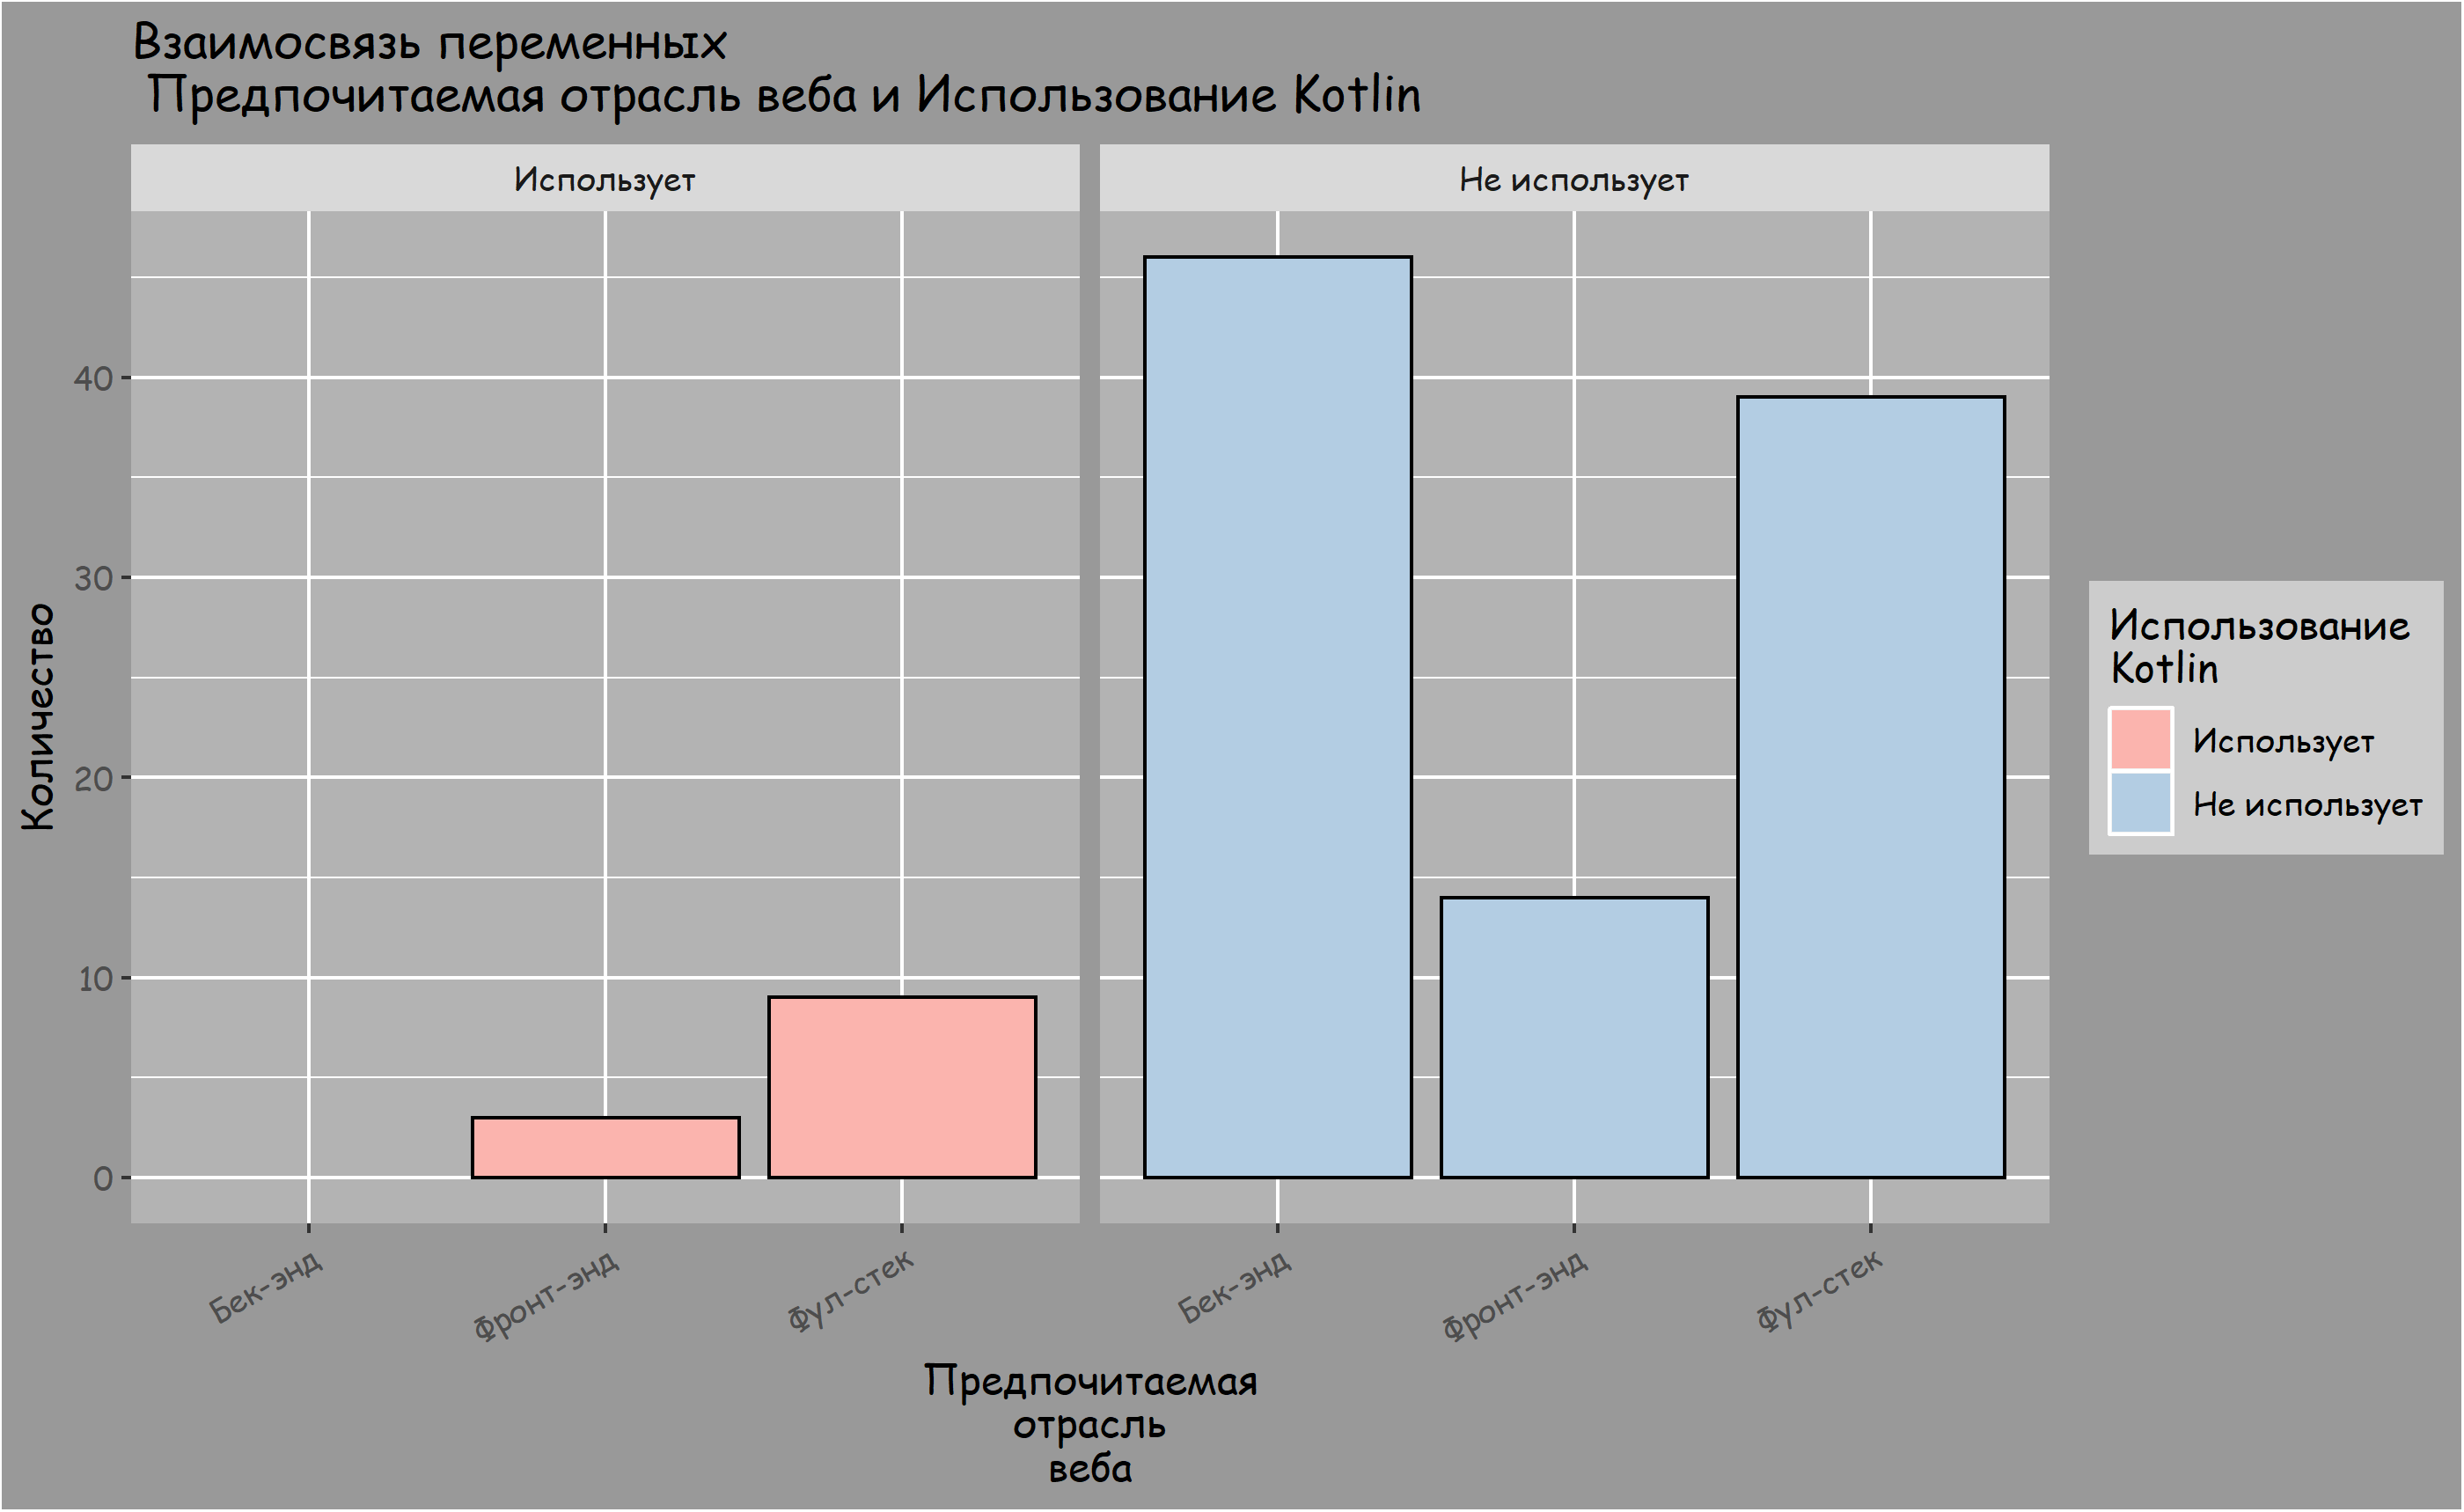 Взаимосвязь переменных
Предпочитаемая отрасль веба и Использование Kotlin
Использует
Не использует
Количество
40
30
20
10
0
Бек-энд
Фронт-энд
Фул-стек
Бек-энд
Фронт-энд
Фул-стек
Предпочитаемая
отрасль
веба
Использование
Kotlin
Использует
Не использует